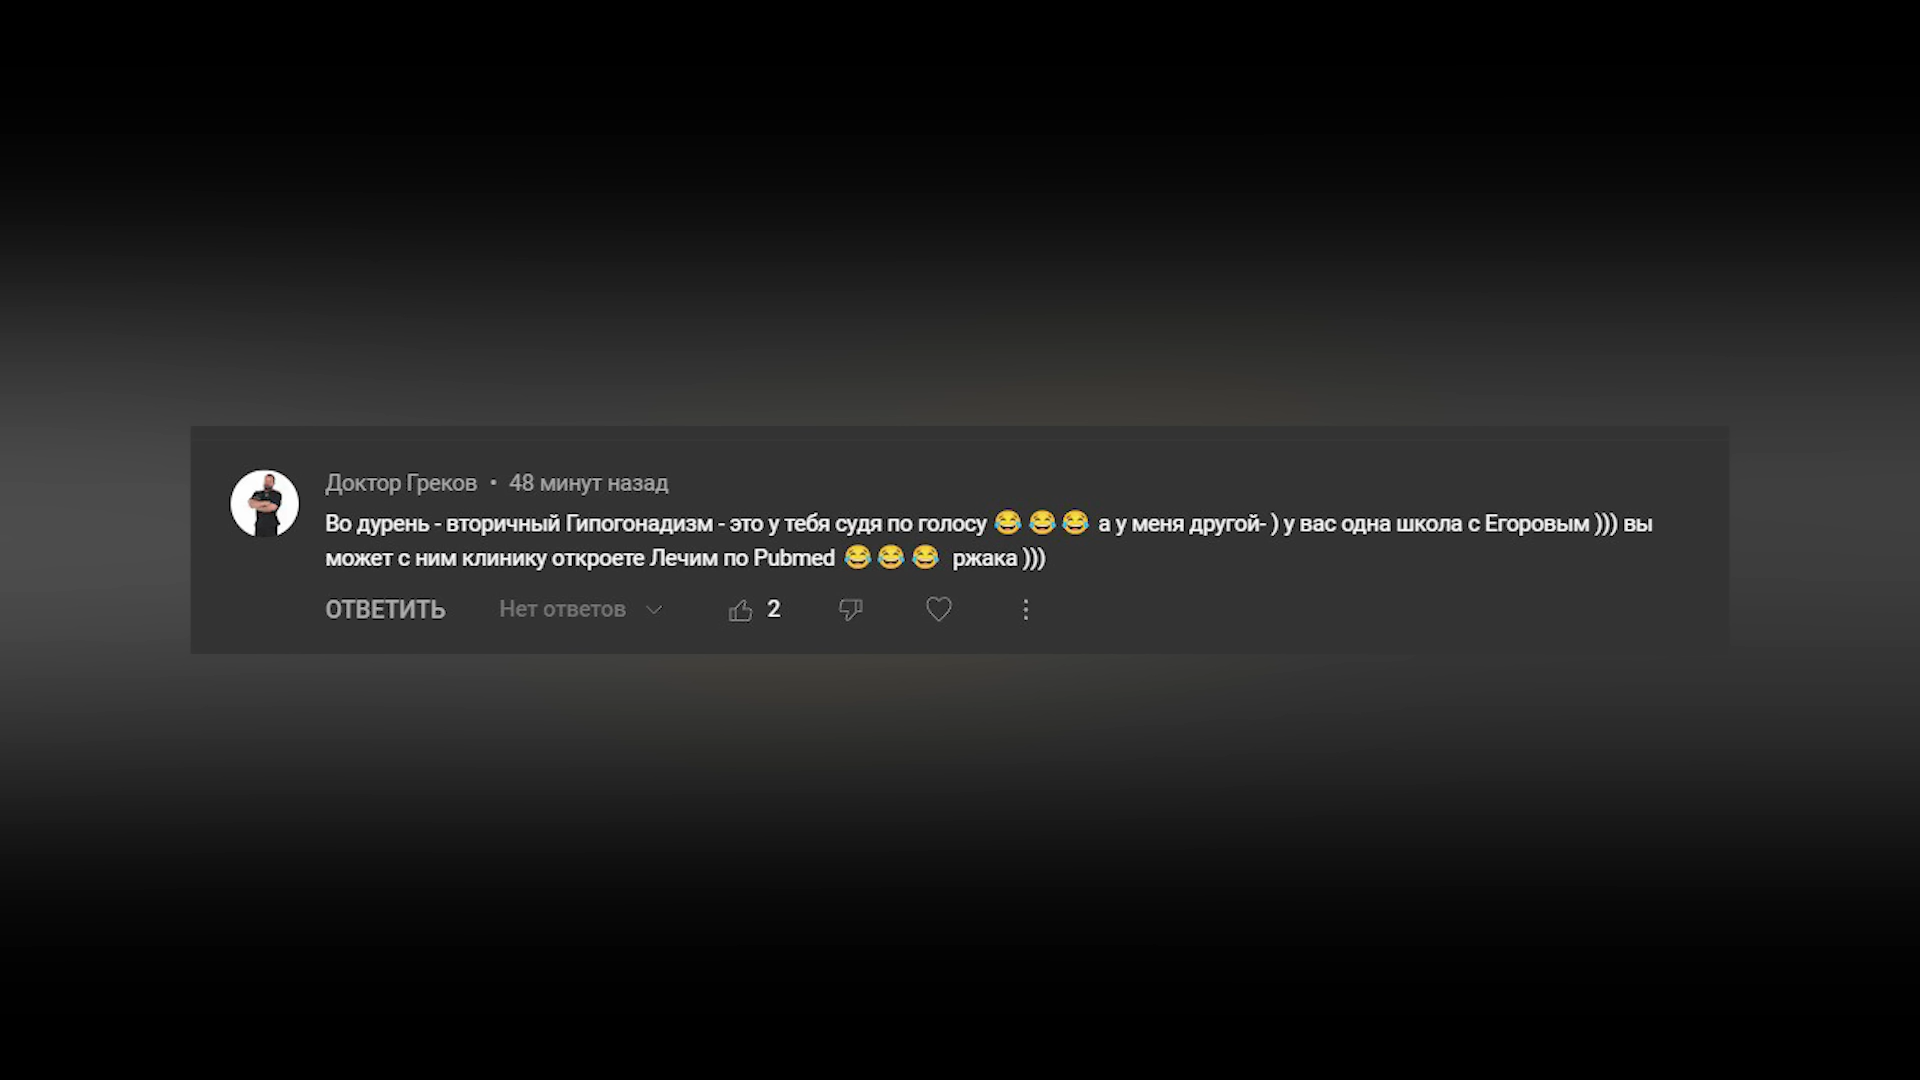 Доктор Греков • 48 минут назад
Во дурень - вторичный Гипогонадизм - это у тебя судя по голосу 😂 😂 😂 а у меня другой- ) у вас одна школа с Егоровым ))) вы
может с ним клинику откроете Лечим по Pubmed 😂 😂 😂 ржака )))
ОТВЕТИТЬ Нет ответов 2